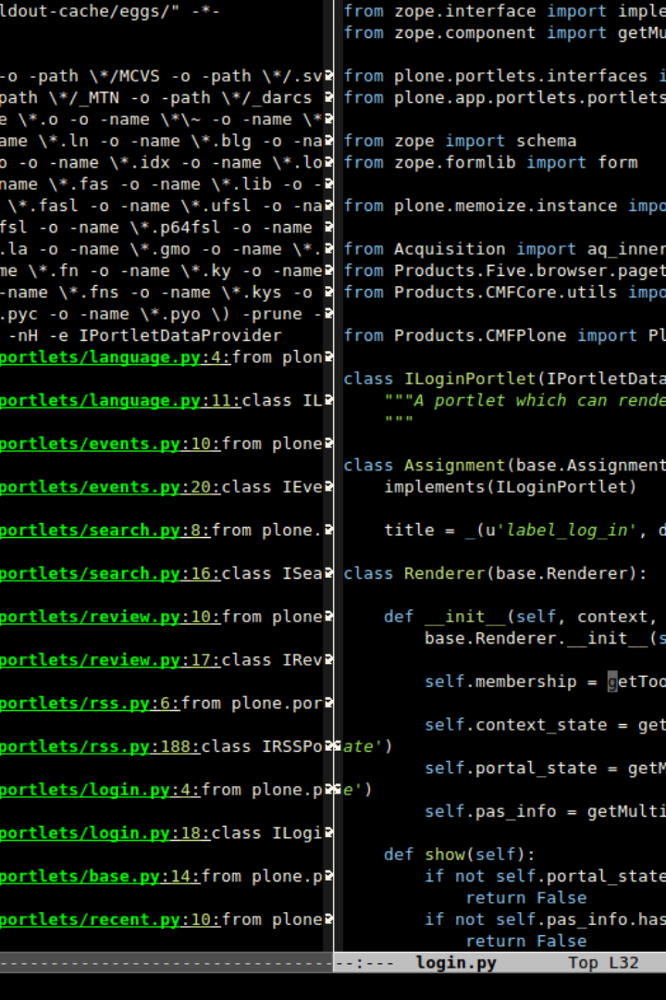 ldout-cache/eggs/" -*-
-o -path \*/MCVS -o -path \*/.sv
path \*/_MTN -o -path \*/_darcs
e \*.o -o -name \*\~ -o -name \*
ame \*.ln -o -name \*.blg -o -na
o -o -name \*.idx -o -name \*.lo
name \*.fas -o -name \*.lib -o -
\*.fasl -o -name \*.ufsl -o -na
fsl -o -name \*.p64fsl -o -name
.la -o -name \*.gmo -o -name \*.
me \*.fn -o -name \*.ky -o -name
-name \*.fns -o -name \*.kys -o
.pyc -o -name \*.pyo \) -prune -
-nH -e IPortletDataProvider
portlets/language.py:4:from plon
portlets/language.py:11:class IL
portlets/events.py:10:from plone
portlets/events.py:20:class IEve
portlets/search.py:8:from plone.
portlets/search.py:16:class ISea
portlets/review.py:10:from plone
portlets/review.py:17:class IRev
portlets/rss.py:6:from plone.por
portlets/rss.py:188:class IRSSPo
portlets/login.py:4:from plone.p
portlets/login.py:18:class ILogi
portlets/base.py:14:from plone.p
portlets/recent.py:10:from plone
from zope.interface import imple
from zope.component import getMu
from plone.portlets.interfaces i
from plone.app.portlets.portlets
from zope import schema
from zope.formlib import form
from plone.memoize.instance impo
from Acquisition import aq_inner
from Products.Five.browser.paget
from Products.CMFCore.utils impo
from Products.CMFPlone import Pl
class ILoginPortlet(IPortletData
    """A portlet which can rende
    """
class Assignment(base.Assignment
    implements(ILoginPortlet)
    title = _(u'label_log_in', d
class Renderer(base.Renderer):
    def __init__(self, context,
        base.Renderer.__init__(s
        self.membership = getToo
        self.context_state = get
ate')
        self.portal_state = getM
e')
        self.pas_info = getMulti
    def show(self):
        if not self.portal_state
            return False
        if not self.pas_info.has
            return False
--:---  login.py       Top L32